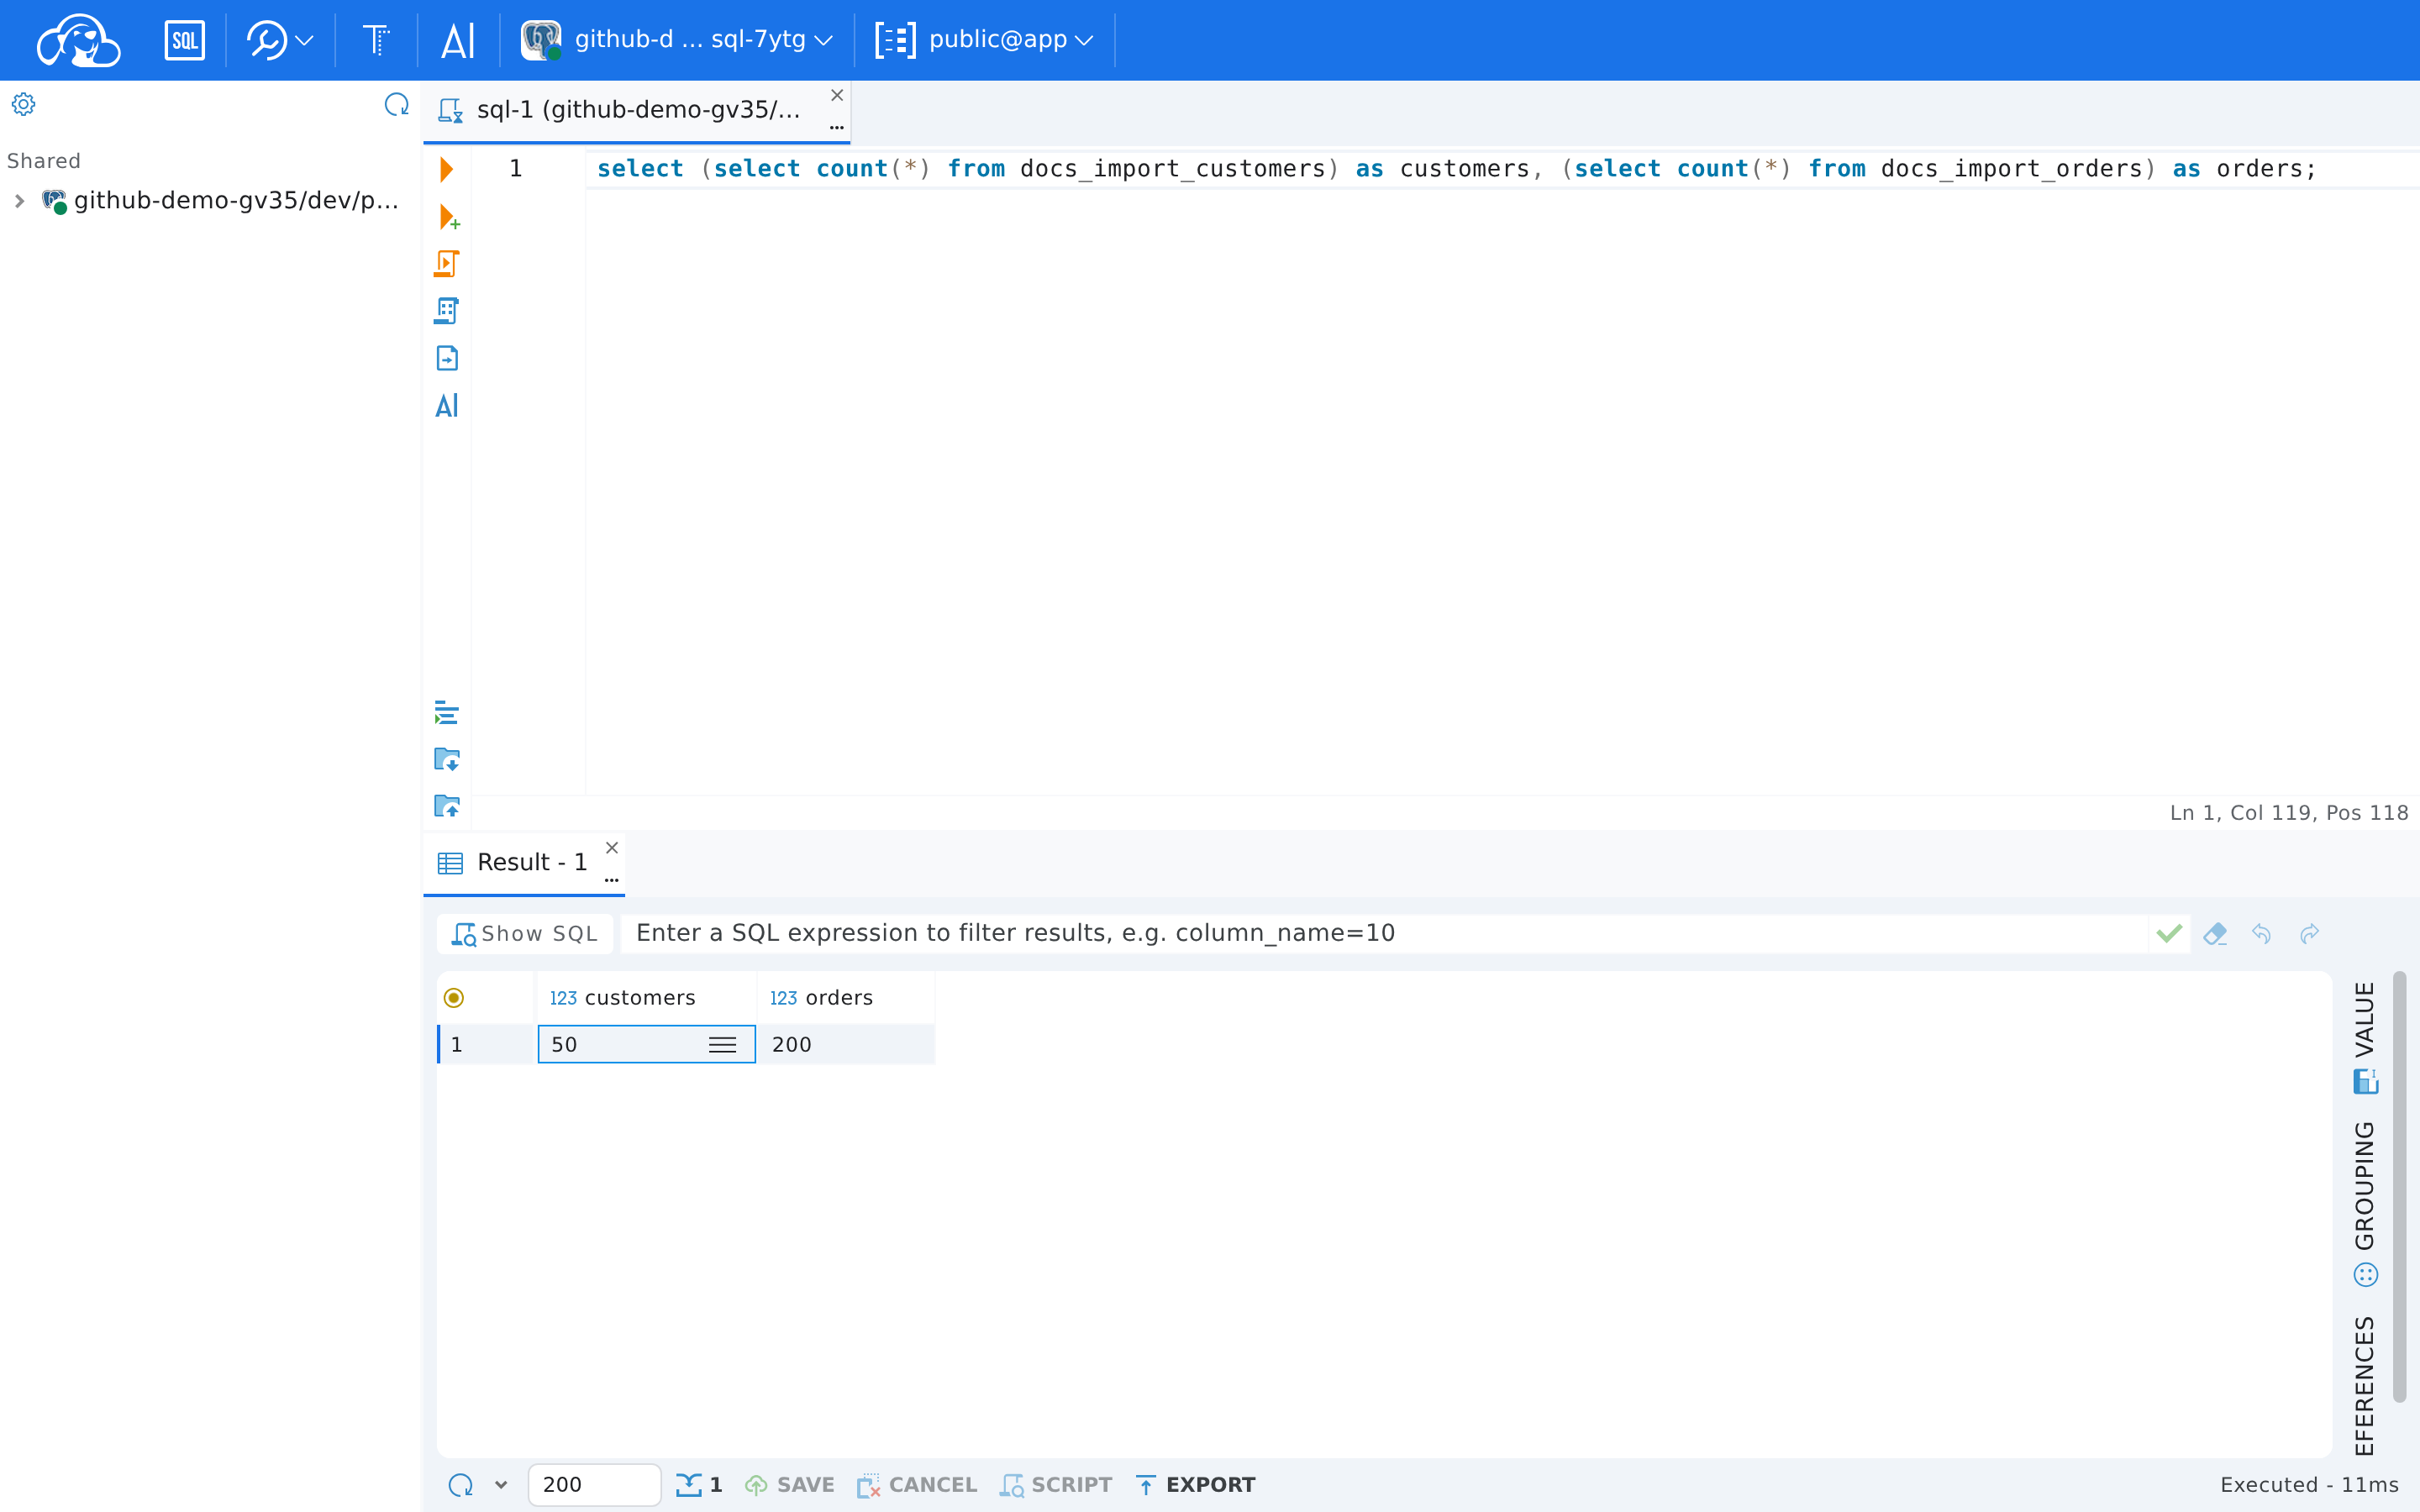 SQL
AI
github-d ... sql-7ytg
public@app
Shared
github-demo-gv35/dev/p...
sql-1 (github-demo-gv35/...
1
select (select count(*) from docs_import_customers) as customers, (select count(*) from docs_import_orders) as orders;
AI
Ln 1, Col 119, Pos 118
Result - 1
Show SQL
Enter a SQL expression to filter results, e.g. column_name=10
123 customers
123 orders
1
50
200
VALUE
GROUPING
EFERENCES
200
1
SAVE
CANCEL
SCRIPT
EXPORT
Executed - 11ms